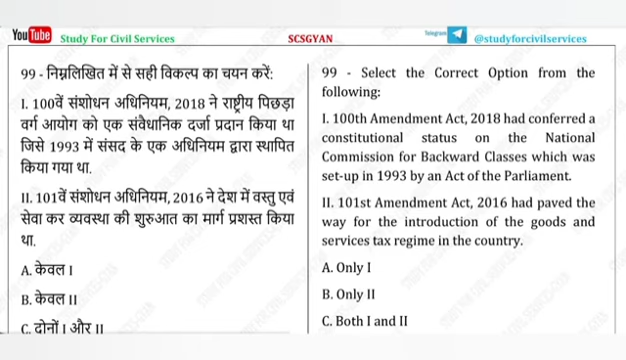 YouTube Study For Civil Services SCSGYAN Telegram @studyforcivilservices
99 - निम्नलिखित में से सही विकल्प का चयन करें:
I. 100वें संशोधन अधिनियम, 2018 ने राष्ट्रीय पिछड़ा
वर्ग आयोग को एक संवैधानिक दर्जा प्रदान किया था
जिसे 1993 में संसद के एक अधिनियम द्वारा स्थापित
किया गया था.
II. 101वें संशोधन अधिनियम, 2016 ने देश में वस्तु एवं
सेवा कर व्यवस्था की शुरुआत का मार्ग प्रशस्त किया
था.
A. केवल I
B. केवल II
C. दोनों I और II
99 - Select the Correct Option from the
following:
I. 100th Amendment Act, 2018 had conferred a
constitutional status on the National
Commission for Backward Classes which was
set-up in 1993 by an Act of the Parliament.
II. 101st Amendment Act, 2016 had paved the
way for the introduction of the goods and
services tax regime in the country.
A. Only I
B. Only II
C. Both I and II